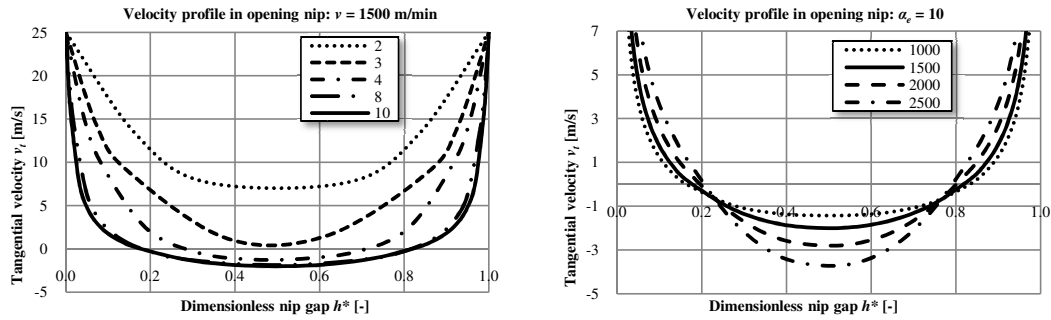 Velocity profile in opening nip: v = 1500 m/min
25
20
15
10
5
0
-5
Tangential velocity vₜ [m/s]
2
3
4
8
10
0.0 0.2 0.4 0.6 0.8 1.0
Dimensionless nip gap h* [-]
Velocity profile in opening nip: αₑ = 10
7
5
3
1
-1
-3
-5
Tangential velocity vₜ [m/s]
1000
1500
2000
2500
0.0 0.2 0.4 0.6 0.8 1.0
Dimensionless nip gap h* [-]